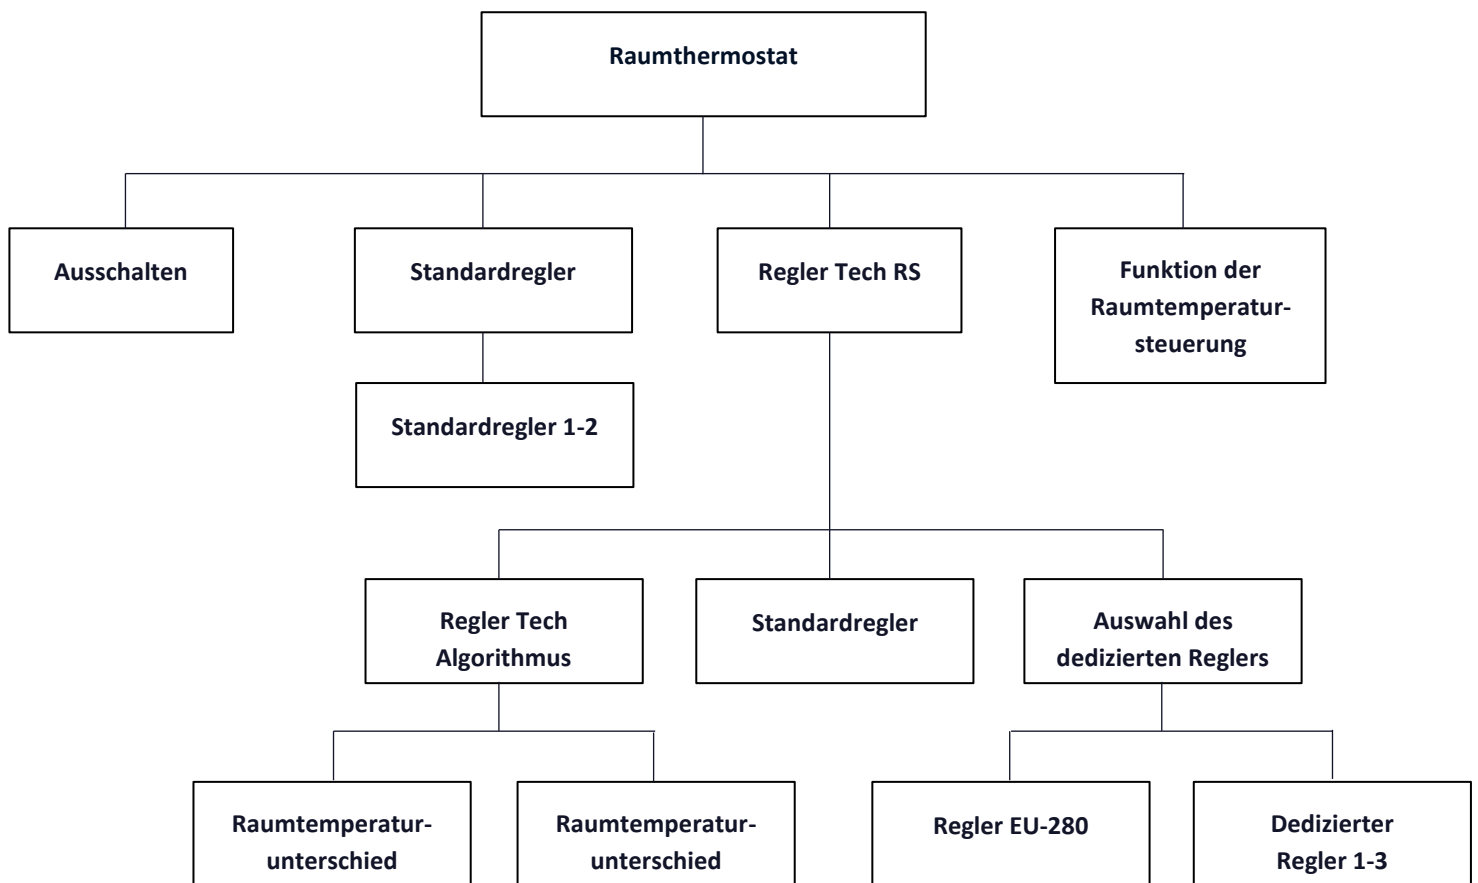 Raumthermostat
Ausschalten
Standardregler
Regler Tech RS
Funktion der
Raumtemperatur-
steuerung
Standardregler 1-2
Regler Tech
Algorithmus
Standardregler
Auswahl des
dedizierten Reglers
Raumtemperatur-
unterschied
Raumtemperatur-
unterschied
Regler EU-280
Dedizierter
Regler 1-3